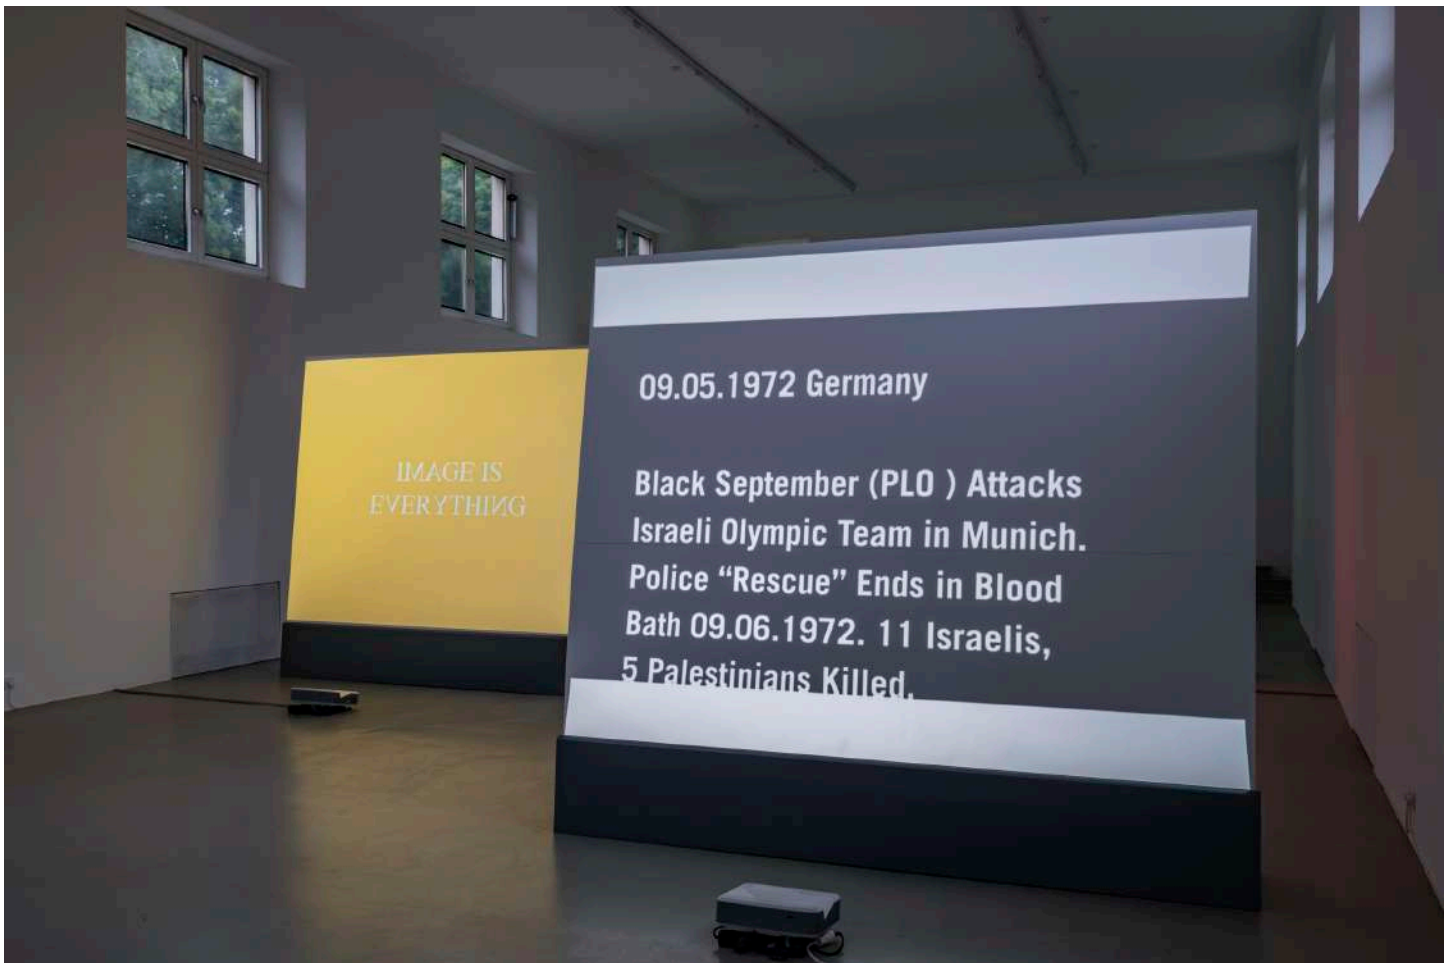 IMAGE IS
EVERYTHIИG
09.05.1972 Germany
Black September (PLO ) Attacks
Israeli Olympic Team in Munich.
Police “Rescue” Ends in Blood
Bath 09.06.1972. 11 Israelis,
5 Palestinians Killed.